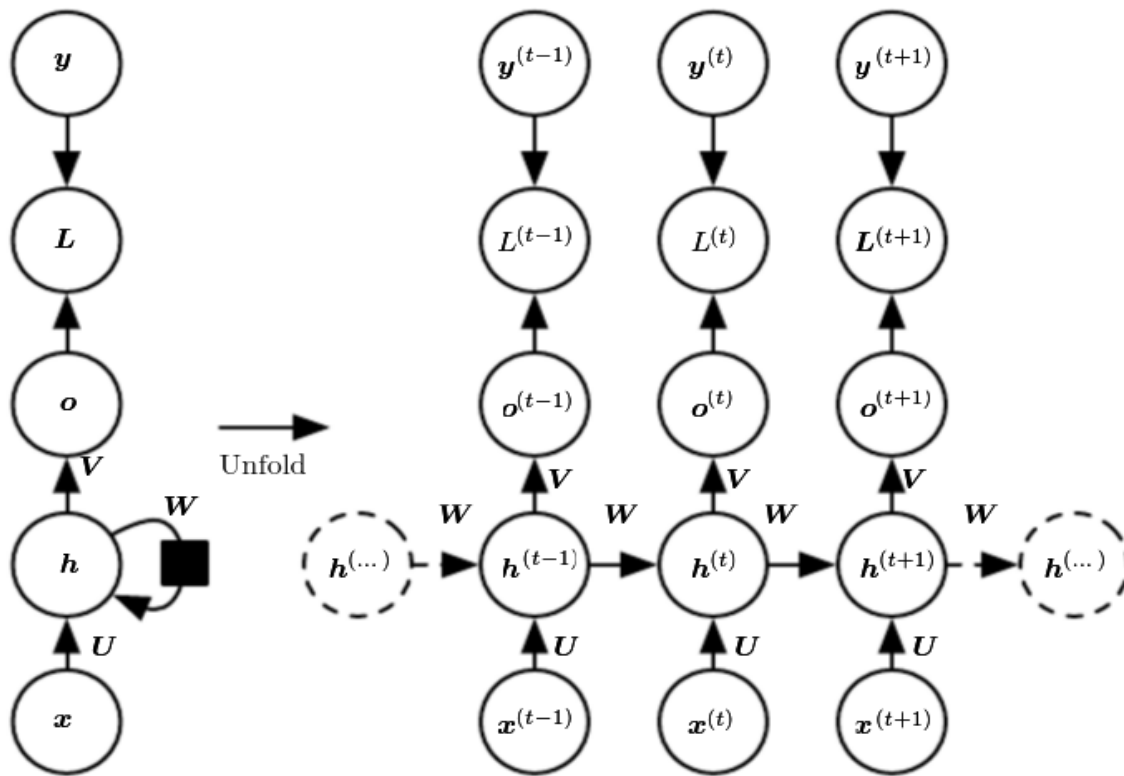 y y^(t−1) y^(t) y^(t+1)
L L^(t−1) L^(t) L^(t+1)
o o^(t−1) o^(t) o^(t+1)
V Unfold V V V
W W W W W
h h^(...) h^(t−1) h^(t) h^(t+1) h^(...)
U U U U
x x^(t−1) x^(t) x^(t+1)